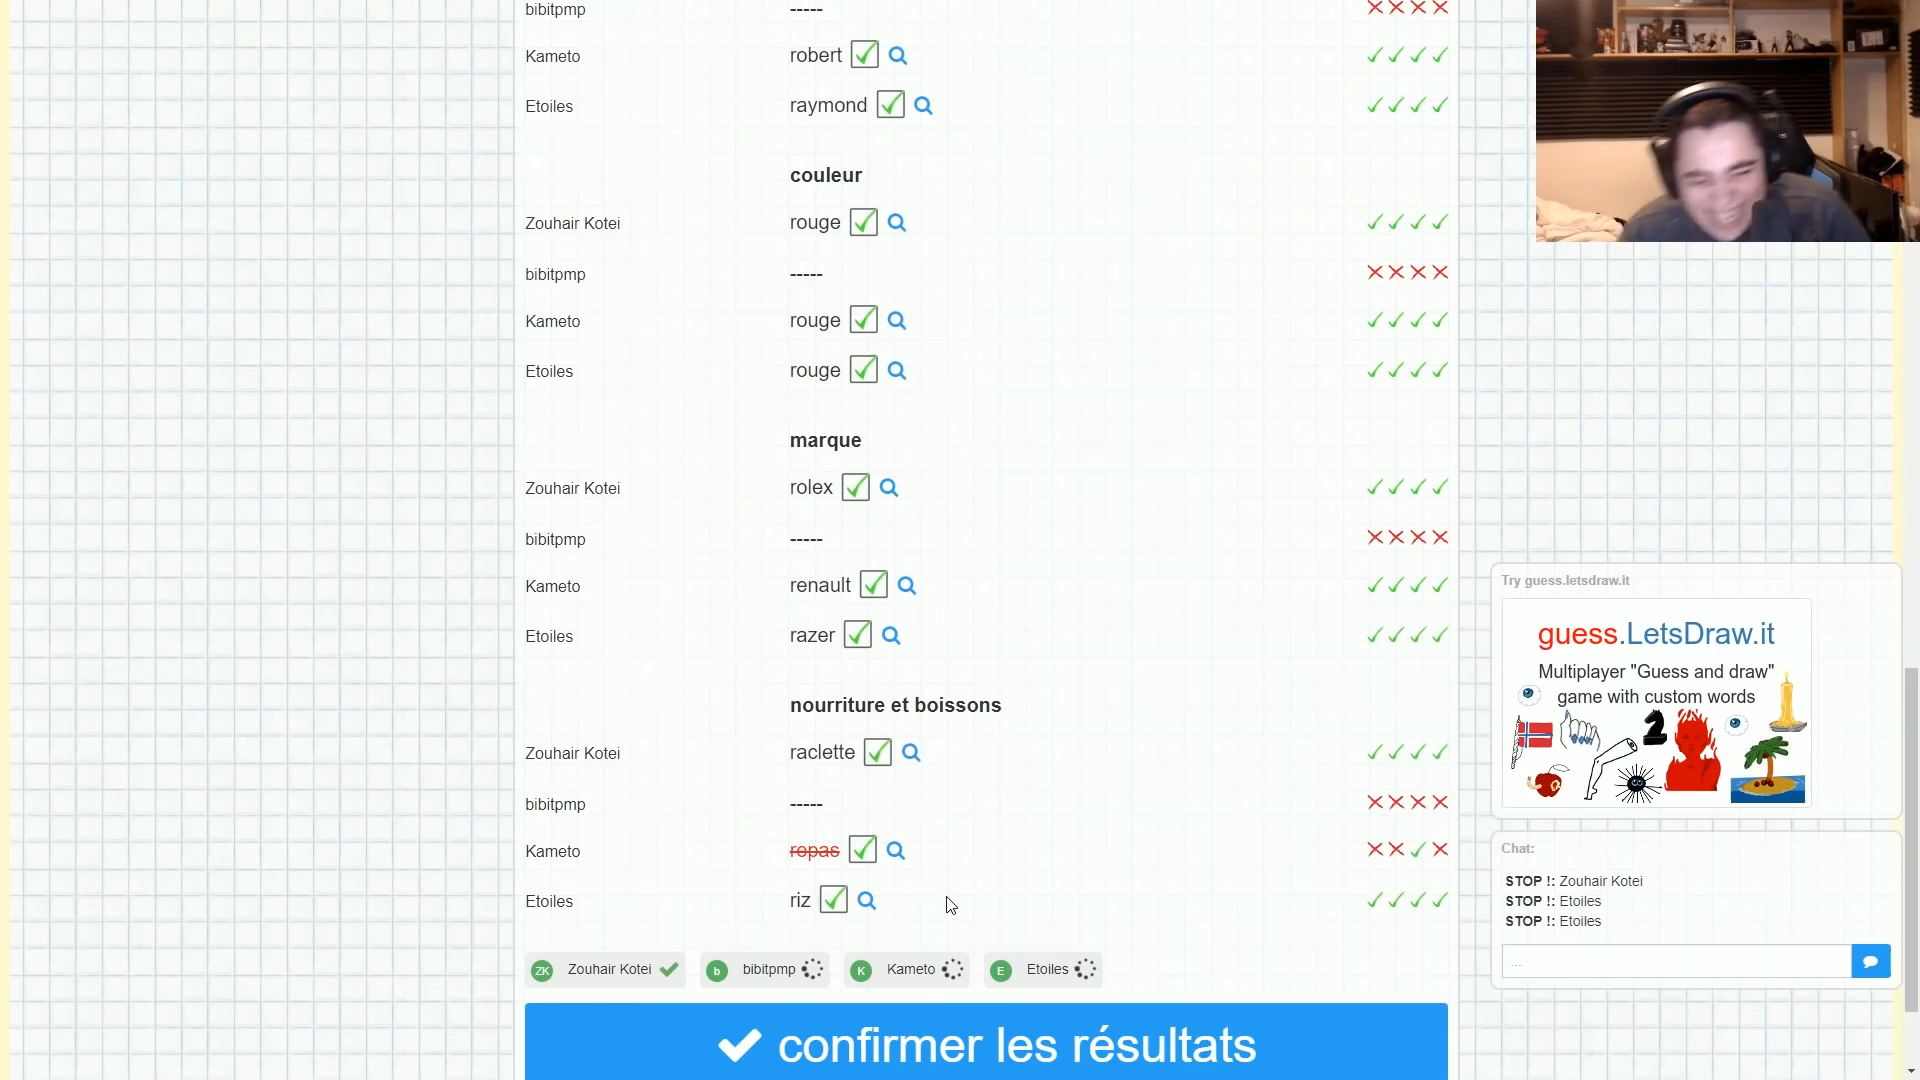 bibitpmp -----
Kameto robert
Etoiles raymond
couleur
Zouhair Kotei rouge
bibitpmp -----
Kameto rouge
Etoiles rouge
marque
Zouhair Kotei rolex
bibitpmp -----
Kameto renault
Etoiles razer
nourriture et boissons
Zouhair Kotei raclette
bibitpmp -----
Kameto repas
Etoiles riz
ZK Zouhair Kotei b bibitpmp K Kameto E Etoiles
confirmer les résultats
Try guess.letsdraw.it
guess.LetsDraw.it
Multiplayer "Guess and draw"
game with custom words
Chat:
STOP !: Zouhair Kotei
STOP !: Etoiles
STOP !: Etoiles
...